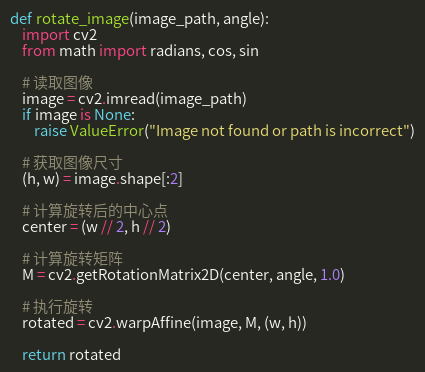 def rotate_image(image_path, angle):
    import cv2
    from math import radians, cos, sin

    # 读取图像
    image = cv2.imread(image_path)
    if image is None:
        raise ValueError("Image not found or path is incorrect")

    # 获取图像尺寸
    (h, w) = image.shape[:2]

    # 计算旋转后的中心点
    center = (w // 2, h // 2)

    # 计算旋转矩阵
    M = cv2.getRotationMatrix2D(center, angle, 1.0)

    # 执行旋转
    rotated = cv2.warpAffine(image, M, (w, h))

    return rotated